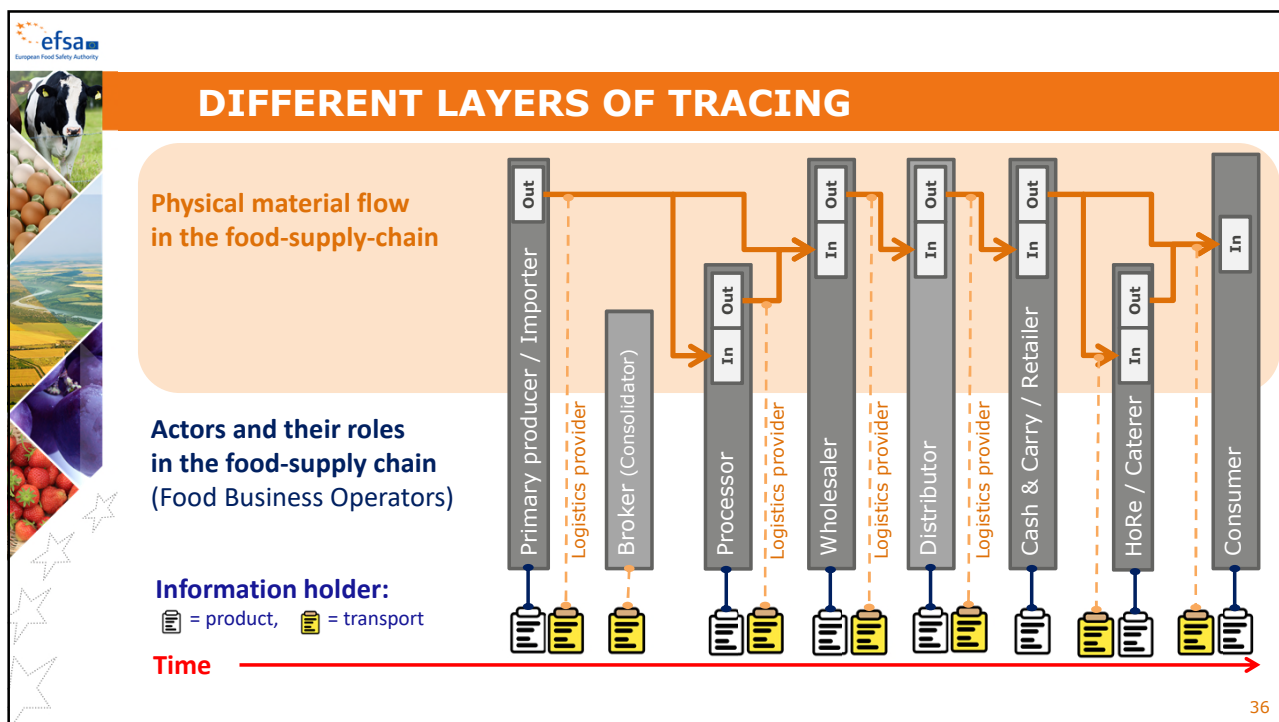 efsa
European Food Safety Authority
DIFFERENT LAYERS OF TRACING
Physical material flow
in the food-supply-chain
Actors and their roles
in the food-supply chain
(Food Business Operators)
Information holder:
= product, = transport
Time
Out
Primary producer / Importer
Logistics provider
Broker (Consolidator)
Out
In
Processor
Logistics provider
Out
In
Wholesaler
Logistics provider
Out
In
Distributor
Logistics provider
Out
In
Cash & Carry / Retailer
Out
In
HoRe / Caterer
In
Consumer
36